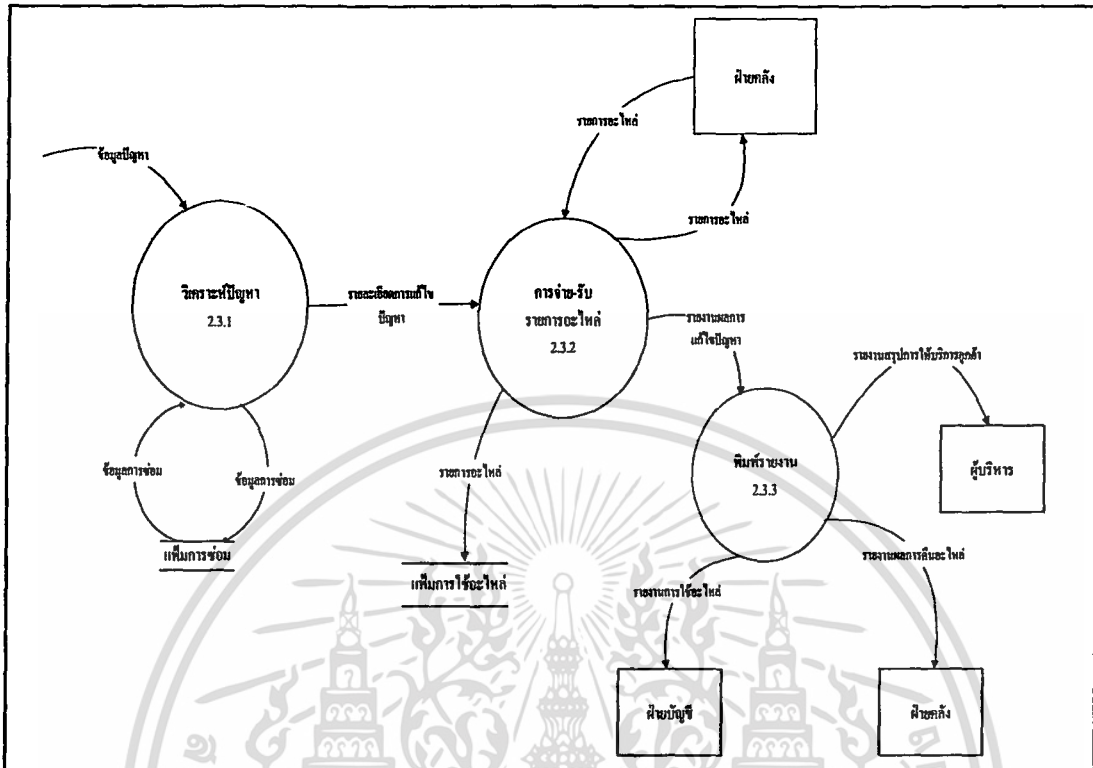 ฝ่ายคลัง
รายการอะไหล่
ข้อมูลปัญหา
รายการอะไหล่
วิเคราะห์ปัญหา
2.3.1
รายละเอียดการแก้ไข
ปัญหา
การจ่าย-รับ
รายการอะไหล่
2.3.2
รายงานผลการ
แก้ไขปัญหา
รายงานสรุปการให้บริการลูกค้า
ผู้บริหาร
ข้อมูลการซ่อม
ข้อมูลการซ่อม
รายการอะไหล่
พิมพ์รายงาน
2.3.3
แฟ้มการซ่อม
แฟ้มการใช้อะไหล่
รายงานการใช้อะไหล่
รายงานผลการคืนอะไหล่
ฝ่ายบัญชี
ฝ่ายคลัง